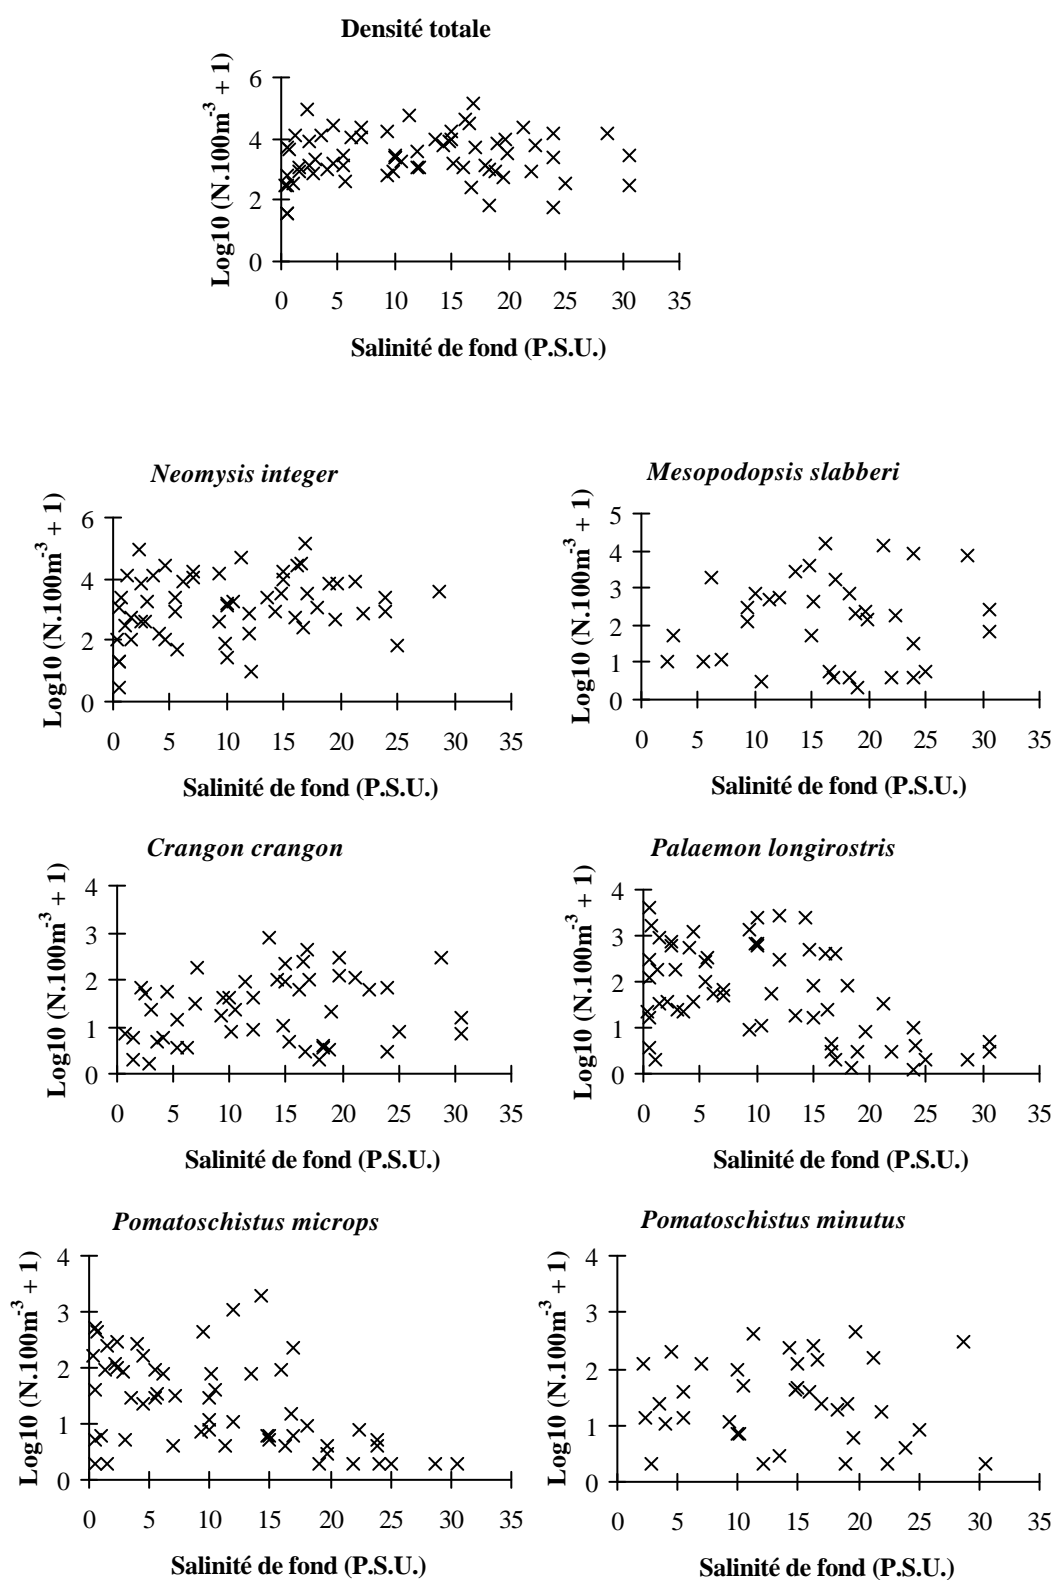 Densité totale
Log10 (N.100m-3 + 1)
6
4
2
0
0 5 10 15 20 25 30 35
Salinité de fond (P.S.U.)
Neomysis integer
Log10 (N.100m-3 + 1)
6
4
2
0
0 5 10 15 20 25 30 35
Salinité de fond (P.S.U.)
Mesopodopsis slabberi
Log10 (N.100m-3 + 1)
5
4
3
2
1
0
0 5 10 15 20 25 30 35
Salinité de fond (P.S.U.)
Crangon crangon
Log10 (N.100m-3 + 1)
4
3
2
1
0
0 5 10 15 20 25 30 35
Salinité de fond (P.S.U.)
Palaemon longirostris
Log10 (N.100m-3 + 1)
4
3
2
1
0
0 5 10 15 20 25 30 35
Salinité de fond (P.S.U.)
Pomatoschistus microps
Log10 (N.100m-3 + 1)
4
3
2
1
0
0 5 10 15 20 25 30 35
Salinité de fond (P.S.U.)
Pomatoschistus minutus
Log10 (N.100m-3 + 1)
4
3
2
1
0
0 5 10 15 20 25 30 35
Salinité de fond (P.S.U.)